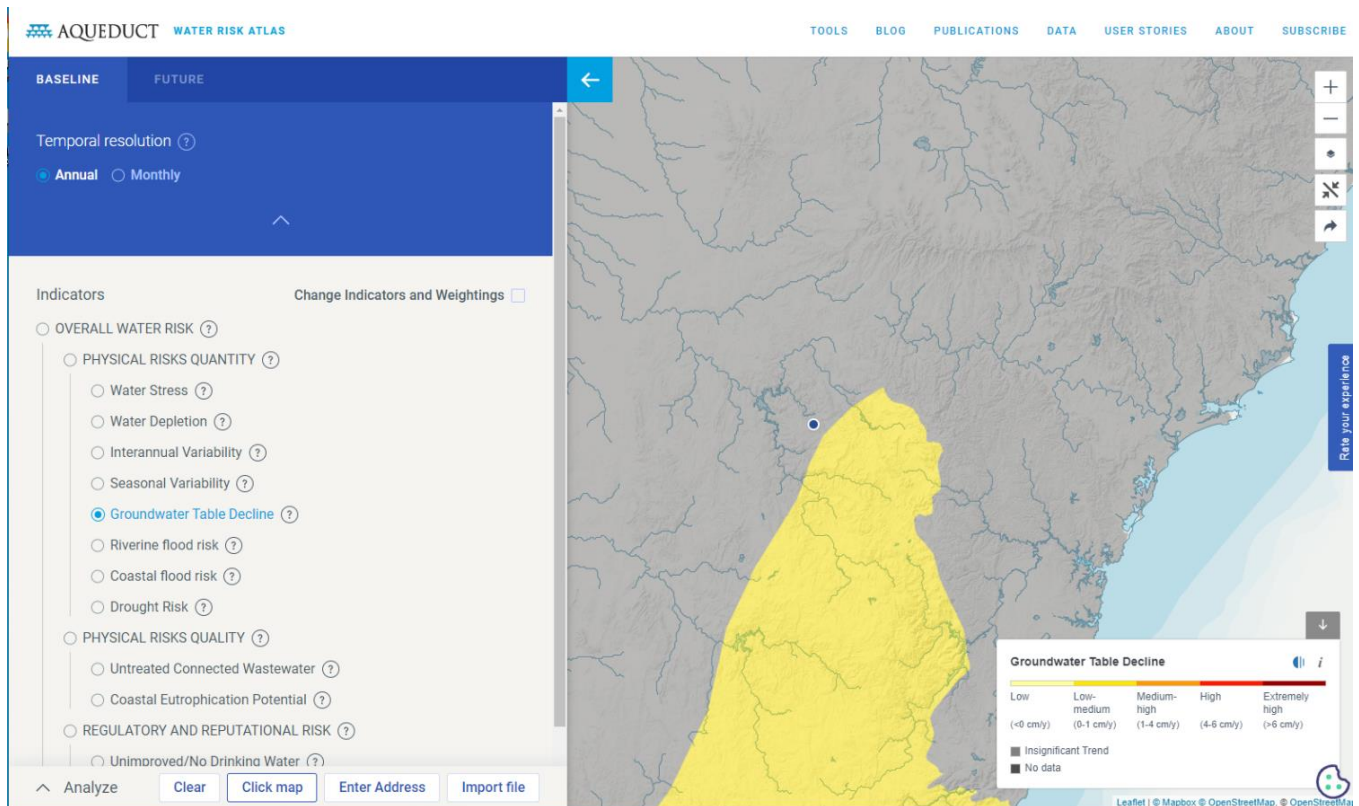 AQUEDUCT WATER RISK ATLAS
TOOLS BLOG PUBLICATIONS DATA USER STORIES ABOUT SUBSCRIBE
BASELINE FUTURE
Temporal resolution ?
Annual Monthly
Indicators Change Indicators and Weightings
OVERALL WATER RISK ?
PHYSICAL RISKS QUANTITY ?
Water Stress ?
Water Depletion ?
Interannual Variability ?
Seasonal Variability ?
Groundwater Table Decline ?
Riverine flood risk ?
Coastal flood risk ?
Drought Risk ?
PHYSICAL RISKS QUALITY ?
Untreated Connected Wastewater ?
Coastal Eutrophication Potential ?
REGULATORY AND REPUTATIONAL RISK ?
Unimproved/No Drinking Water ?
Analyze Clear Click map Enter Address Import file
Rate your experience
Groundwater Table Decline i
Low Low-medium Medium-high High Extremely high
(<0 cm/y) (0-1 cm/y) (1-4 cm/y) (4-6 cm/y) (>6 cm/y)
Insignificant Trend
No data
Leaflet | © Mapbox © OpenStreetMap, © OpenStreetMap